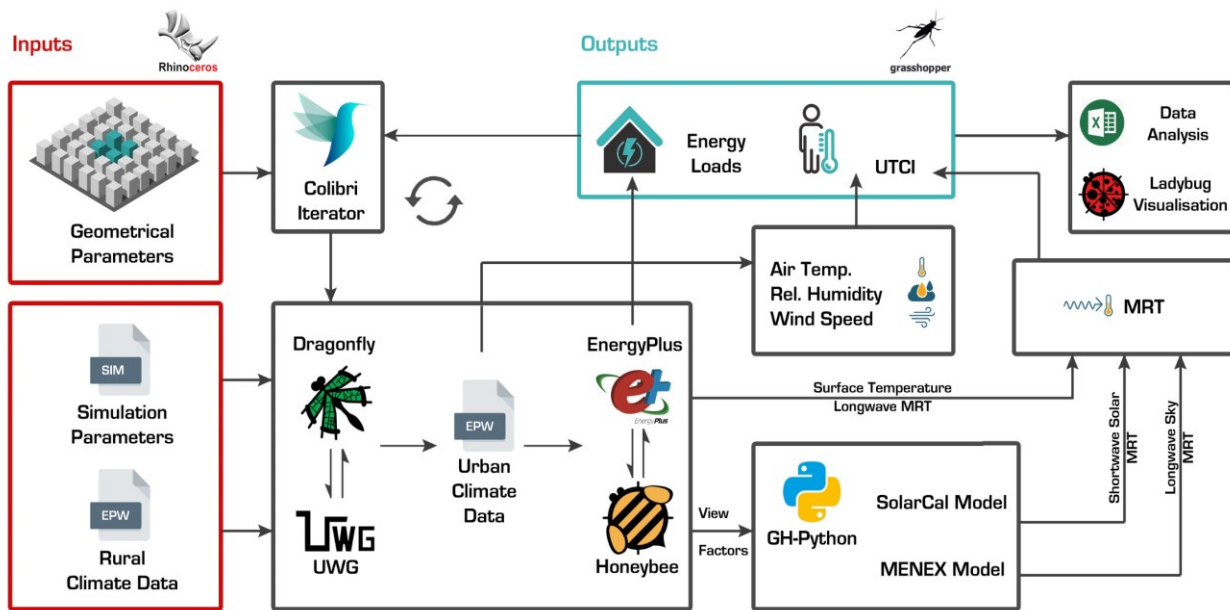 Inputs
Rhinoceros
Outputs
grasshopper
Geometrical
Parameters
Colibri
Iterator
Energy
Loads
UTCI
Data
Analysis
Ladybug
Visualisation
Air Temp.
Rel. Humidity
Wind Speed
MRT
SIM
Simulation
Parameters
EPW
Rural
Climate Data
Dragonfly
UWG
UWG
EPW
Urban
Climate
Data
EnergyPlus
e+
EnergyPlus
Honeybee
Surface Temperature
Longwave MRT
View
Factors
GH-Python
SolarCal Model
MENEX Model
Shortwave Solar
MRT
Longwave Sky
MRT